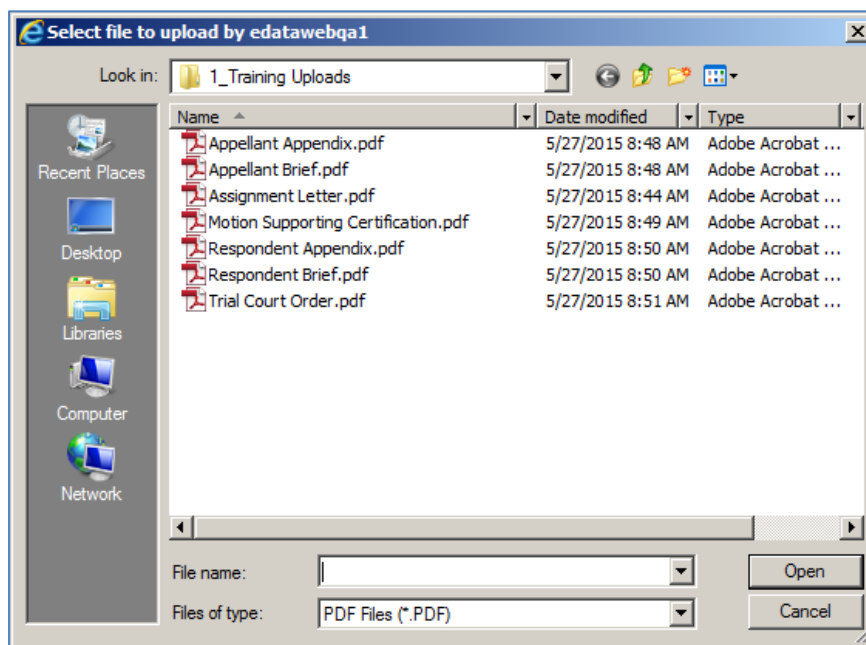 Select file to upload by edatawebqa1
Look in: 1_Training Uploads
Name Date modified Type
Appellant Appendix.pdf 5/27/2015 8:48 AM Adobe Acrobat ...
Appellant Brief.pdf 5/27/2015 8:48 AM Adobe Acrobat ...
Assignment Letter.pdf 5/27/2015 8:44 AM Adobe Acrobat ...
Motion Supporting Certification.pdf 5/27/2015 8:49 AM Adobe Acrobat ...
Respondent Appendix.pdf 5/27/2015 8:50 AM Adobe Acrobat ...
Respondent Brief.pdf 5/27/2015 8:50 AM Adobe Acrobat ...
Trial Court Order.pdf 5/27/2015 8:51 AM Adobe Acrobat ...
Recent Places
Desktop
Libraries
Computer
Network
File name: Open
Files of type: PDF Files (*.PDF) Cancel